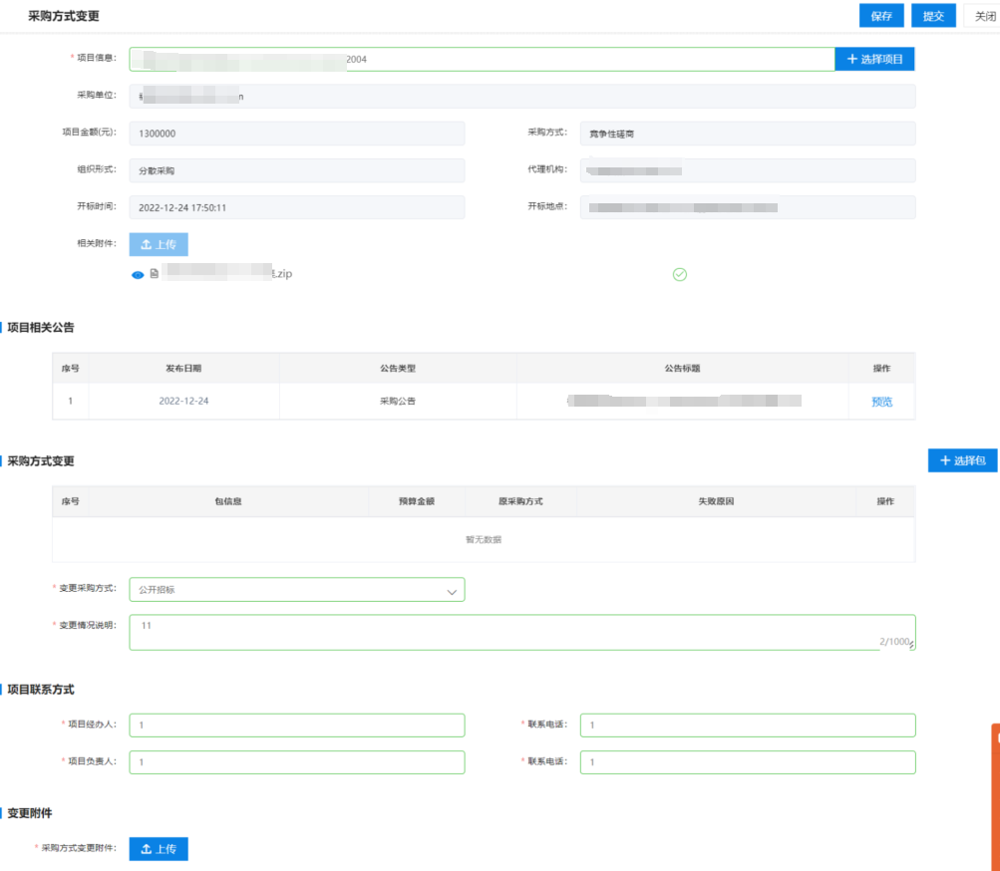 采购方式变更 保存 提交 关闭
* 项目信息: 2004 + 选择项目
采购单位:
项目金额(元): 1300000 采购方式: 竞争性磋商
组织形式: 分散采购 代理机构:
开标时间: 2022-12-24 17:50:11 开标地点:
相关附件: 上传
.zip
项目相关公告
序号 发布日期 公告类型 公告标题 操作
1 2022-12-24 采购公告 预览
采购方式变更 + 选择包
序号 包信息 预算金额 原采购方式 失败原因 操作
暂无数据
* 变更采购方式: 公开招标
* 变更情况说明: 11
2/1000
项目联系方式
* 项目经办人: 1 * 联系电话: 1
* 项目负责人: 1 * 联系电话: 1
变更附件
* 采购方式变更附件: 上传